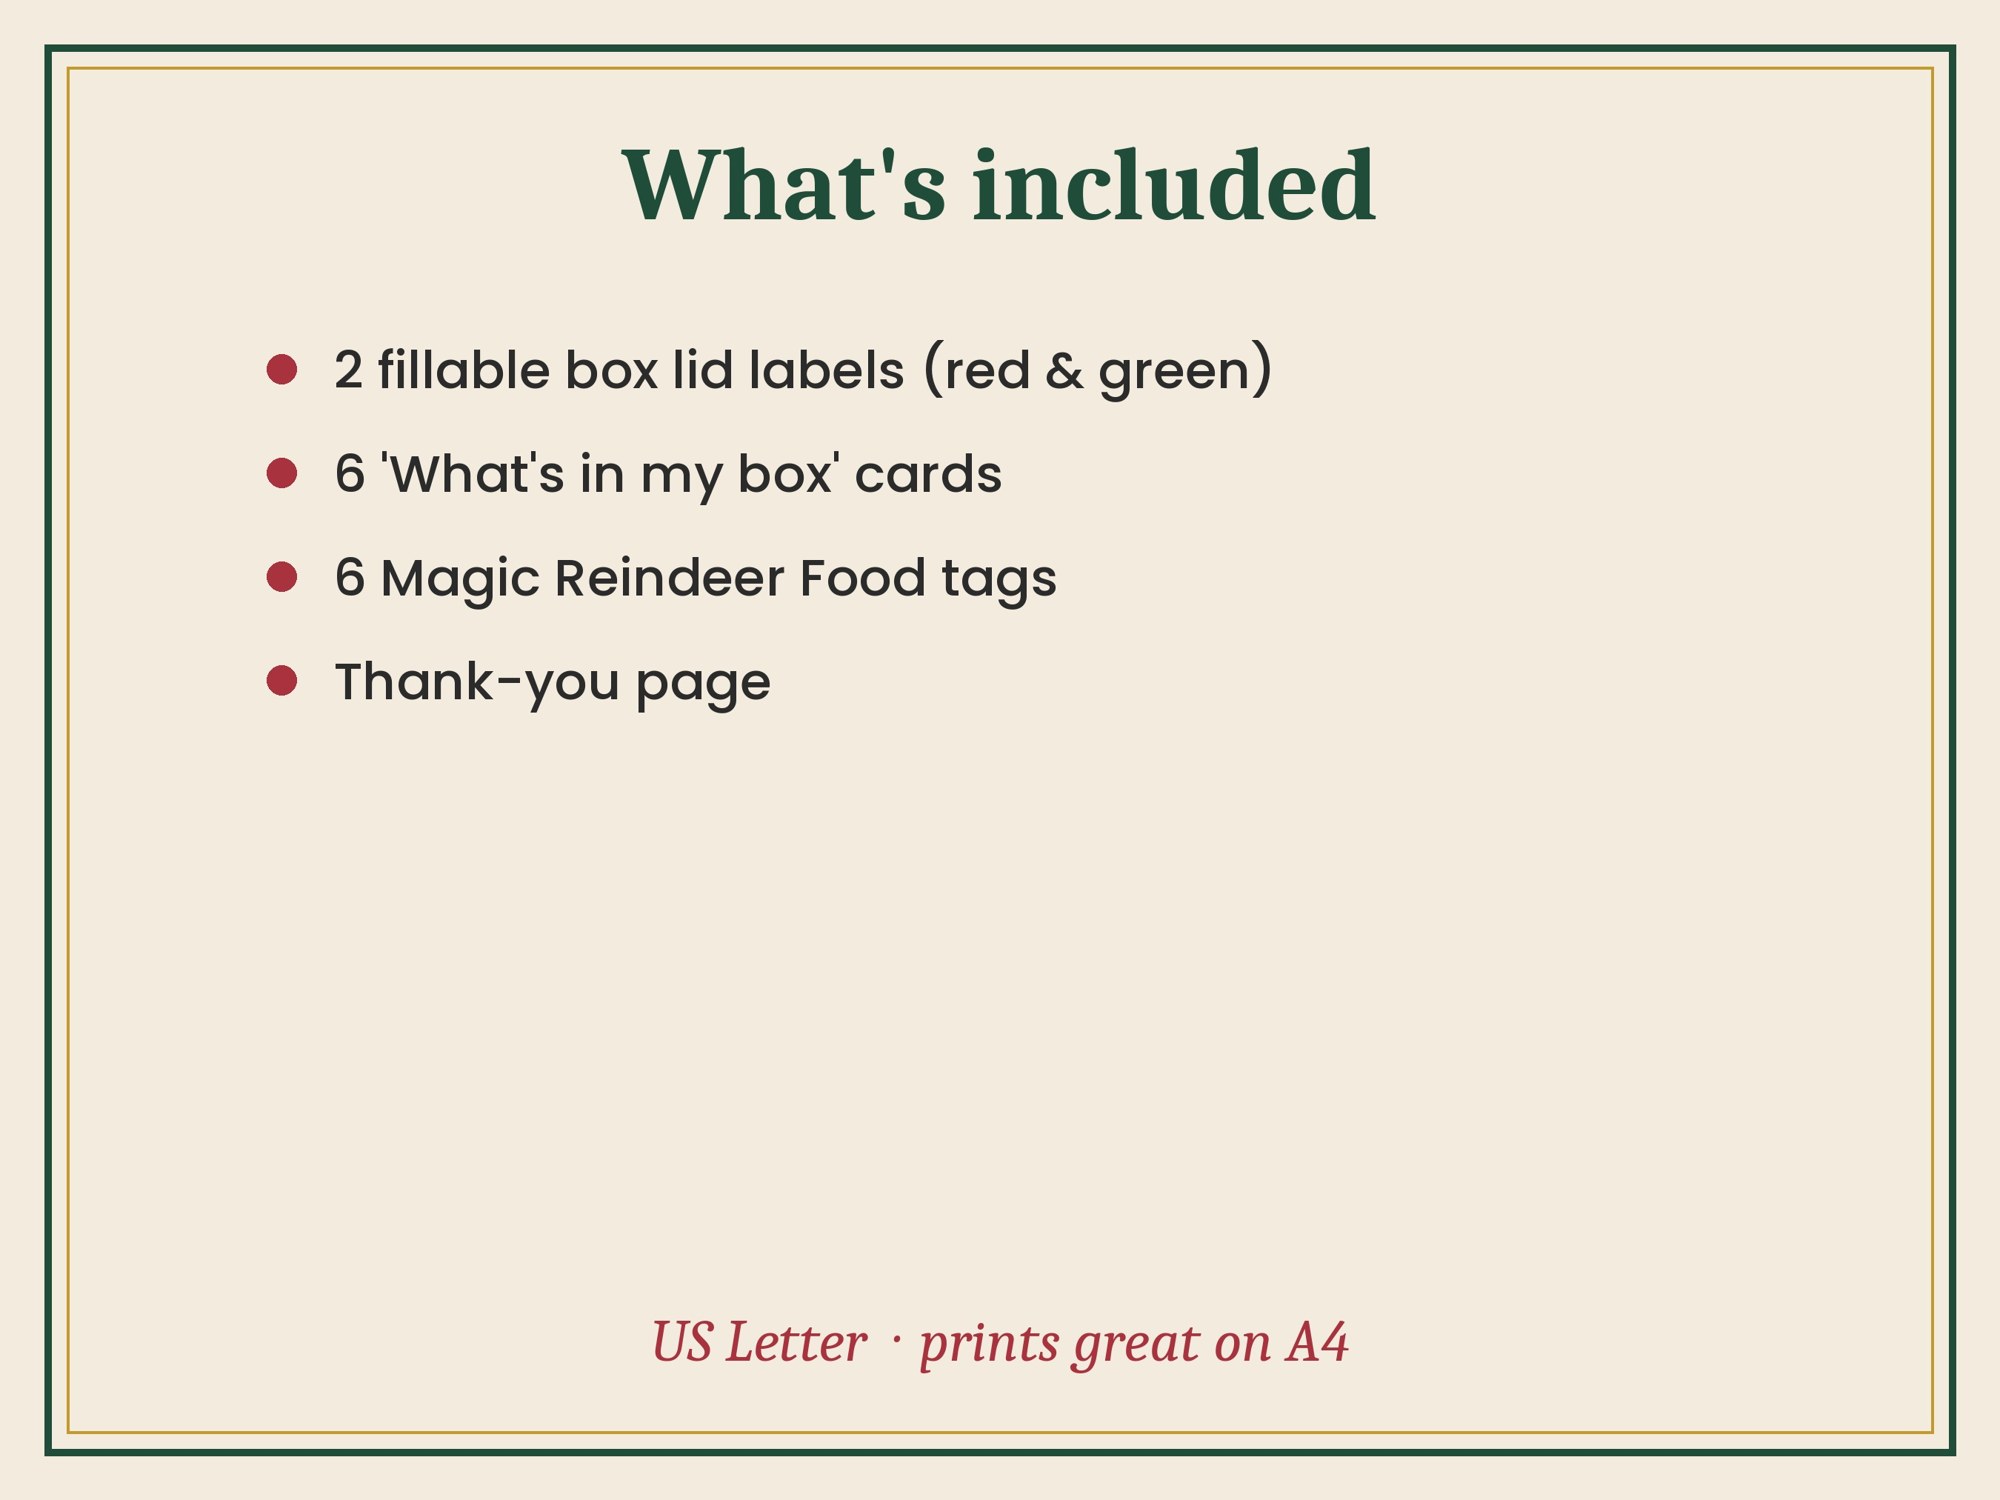 What's included
2 fillable box lid labels (red & green)
6 'What's in my box' cards
6 Magic Reindeer Food tags
Thank-you page
US Letter · prints great on A4